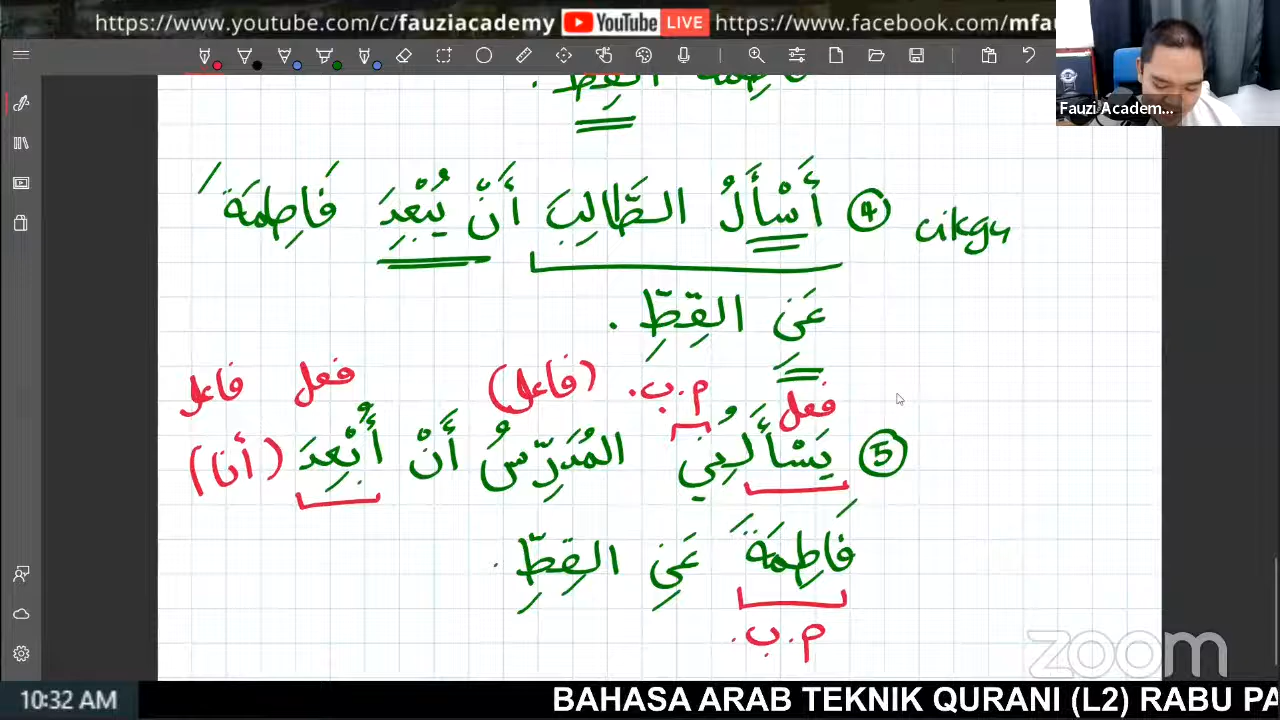 https://www.youtube.com/c/fauziacademy YouTube LIVE https://www.facebook.com/mfau
Fauzi Academ...
فَاطِمَةَ القِطِّ .
④ أَسْأَلُ الطَّالِبَ أَنْ يُبْعِدَ فَاطِمَةَ
cikgu
عَنِ القِطِّ .
فعل م.ب. (فاعل) فعل فاعل
⑤ يَسْأَلُنِي المُدَرِّسُ أَنْ أُبْعِدَ (أنا)
فَاطِمَةَ عَنِ القِطِّ .
م.ب.
zoom
10:32 AM BAHASA ARAB TEKNIK QURANI (L2) RABU PA